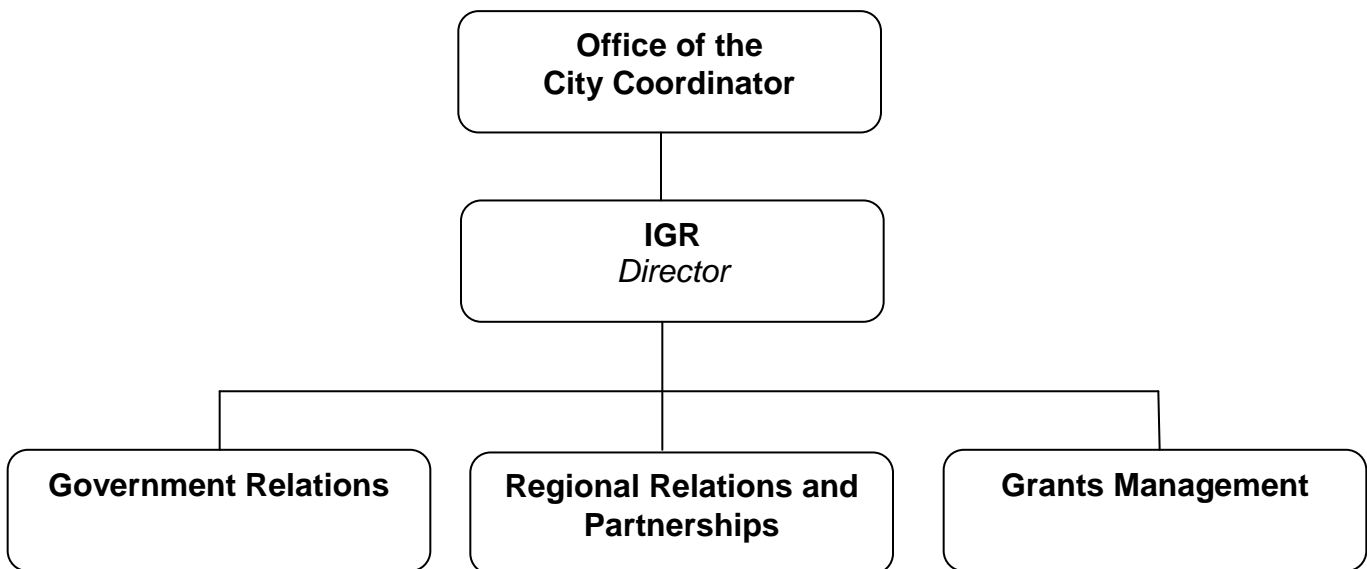 Office of the
City Coordinator
IGR
Director
Government Relations
Regional Relations and
Partnerships
Grants Management